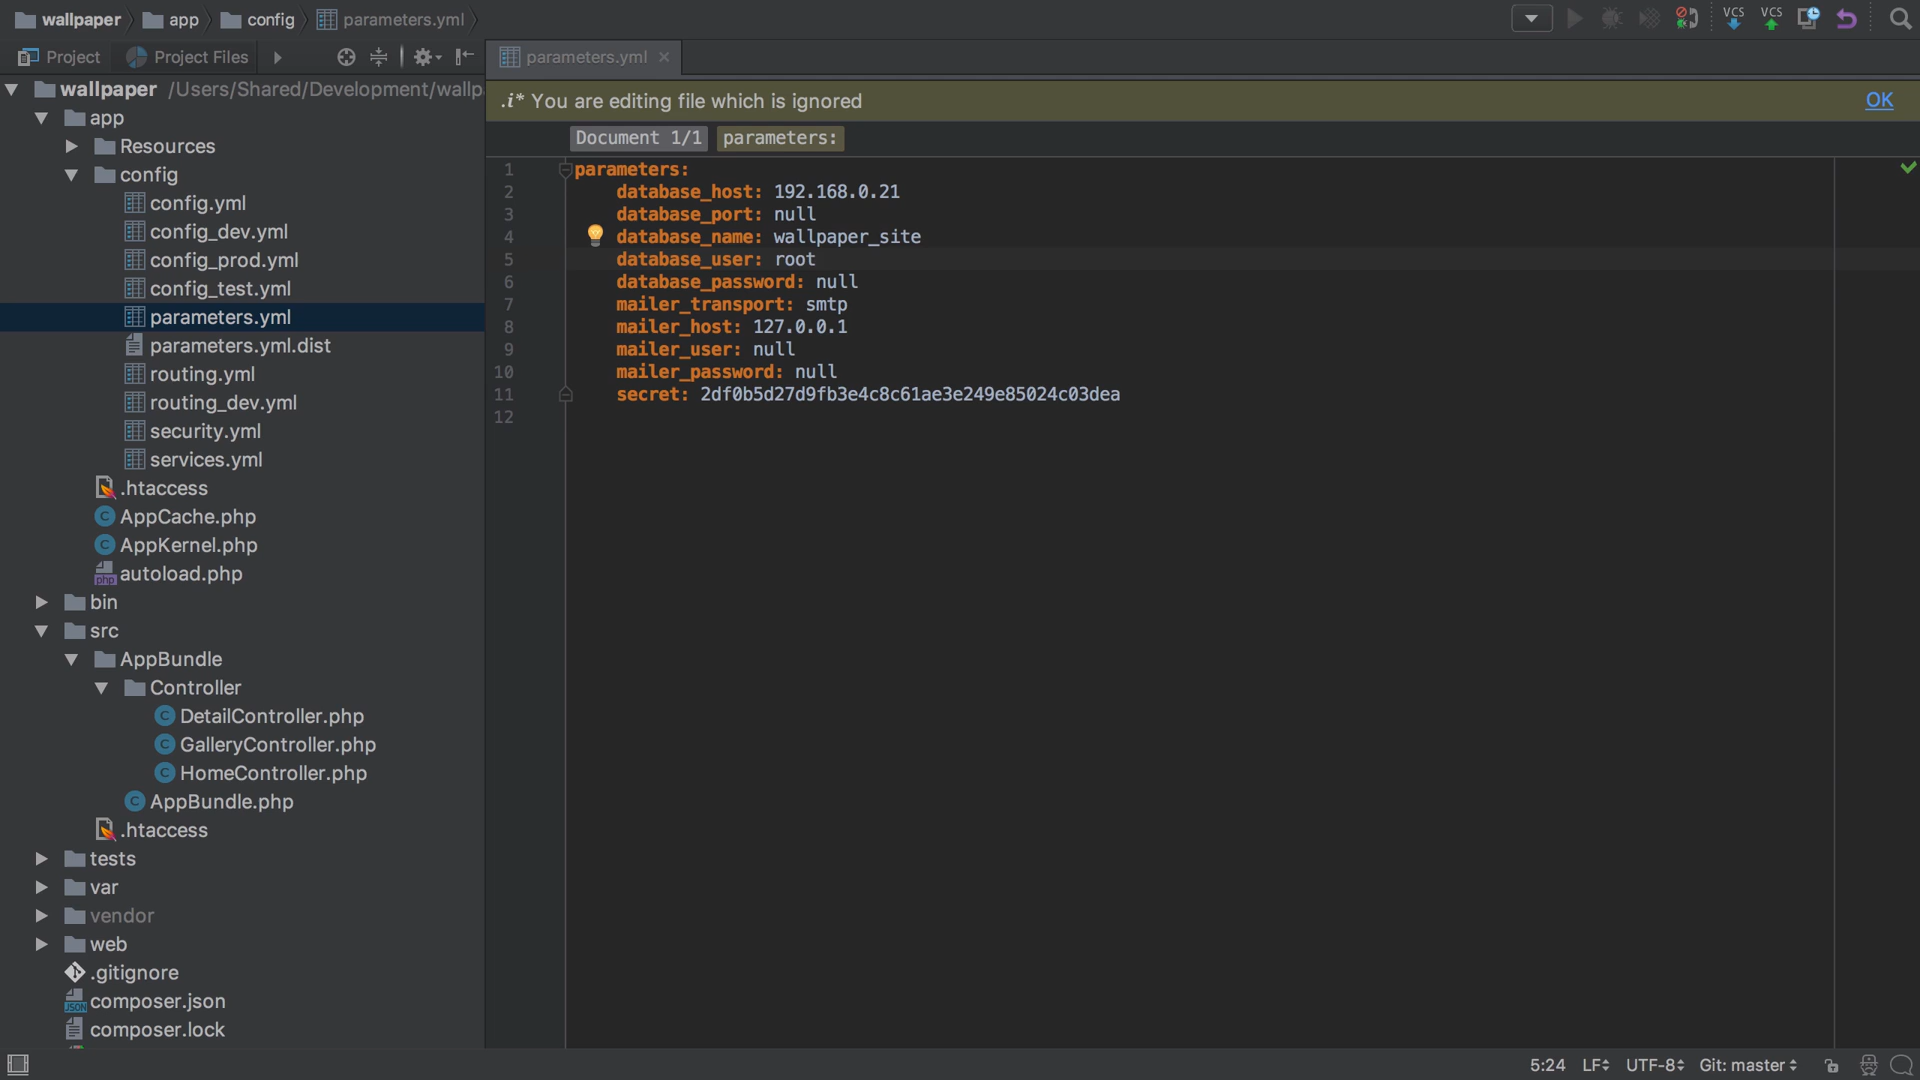 wallpaper app config parameters.yml
VCS VCS
Project Project Files
parameters.yml
wallpaper /Users/Shared/Development/wallp
.i* You are editing file which is ignored OK
Document 1/1 parameters:
app
Resources
config
config.yml
config_dev.yml
config_prod.yml
config_test.yml
parameters.yml
parameters.yml.dist
routing.yml
routing_dev.yml
security.yml
services.yml
.htaccess
AppCache.php
AppKernel.php
autoload.php
bin
src
AppBundle
Controller
DetailController.php
GalleryController.php
HomeController.php
AppBundle.php
.htaccess
tests
var
vendor
web
.gitignore
composer.json
composer.lock
1 parameters:
2 database_host: 192.168.0.21
3 database_port: null
4 database_name: wallpaper_site
5 database_user: root
6 database_password: null
7 mailer_transport: smtp
8 mailer_host: 127.0.0.1
9 mailer_user: null
10 mailer_password: null
11 secret: 2df0b5d27d9fb3e4c8c61ae3e249e85024c03dea
12
5:24 LF UTF-8 Git: master